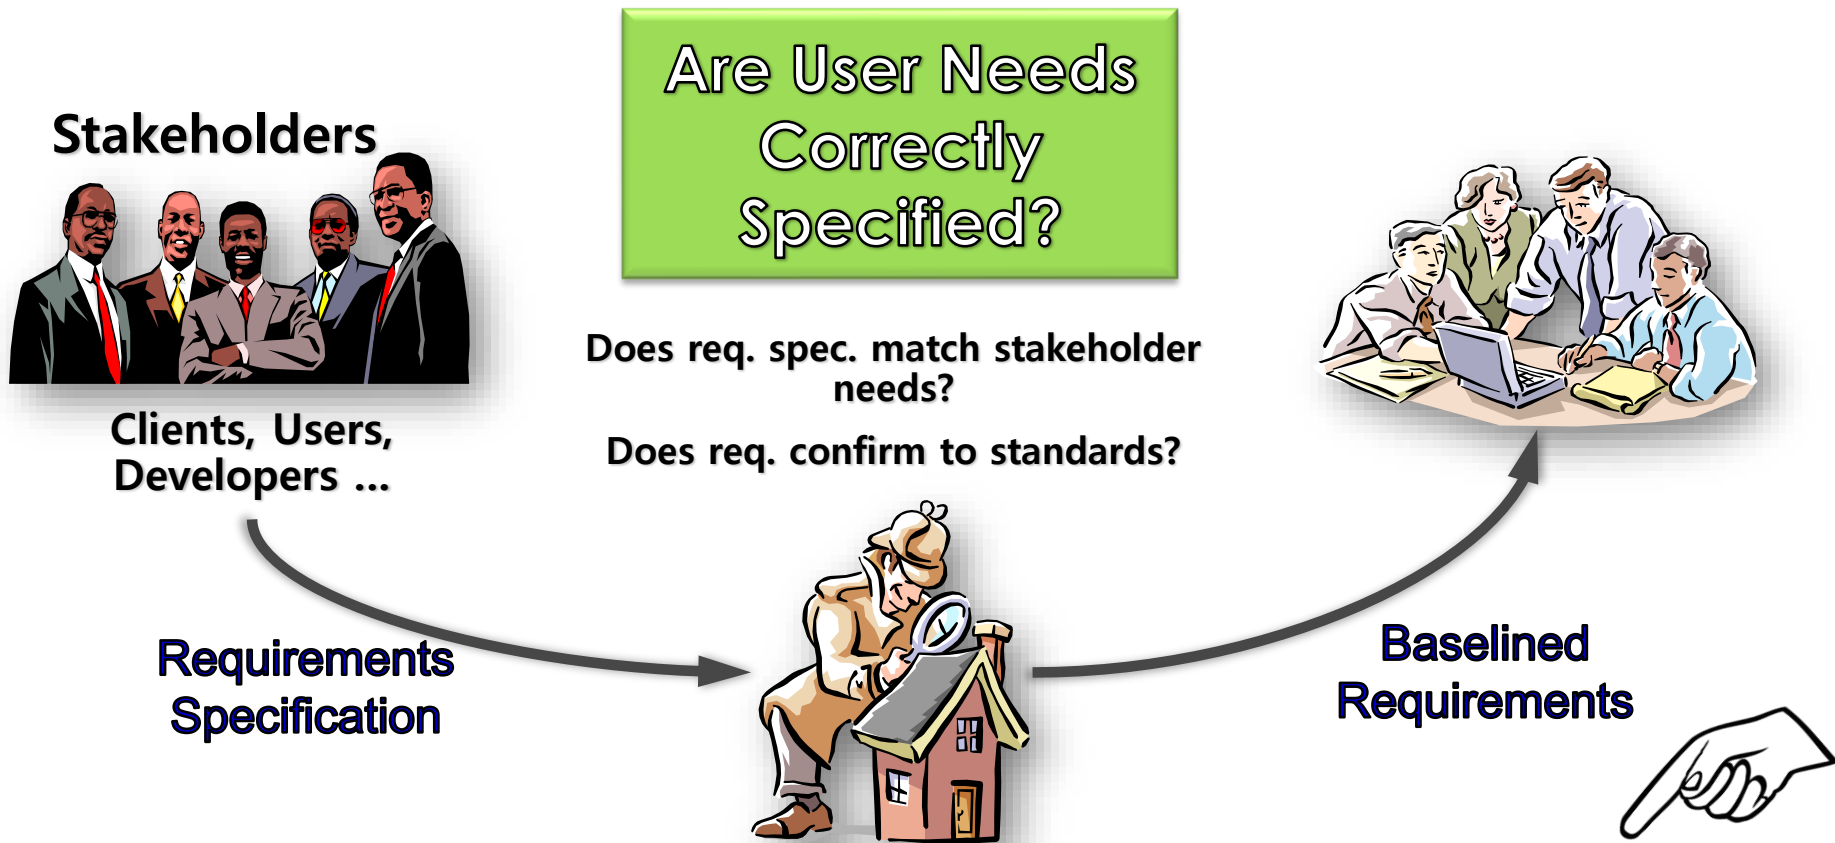 Are User Needs
Correctly
Specified?
Stakeholders
Clients, Users,
Developers ...
Does req. spec. match stakeholder
needs?
Does req. confirm to standards?
Requirements
Specification
Baselined
Requirements